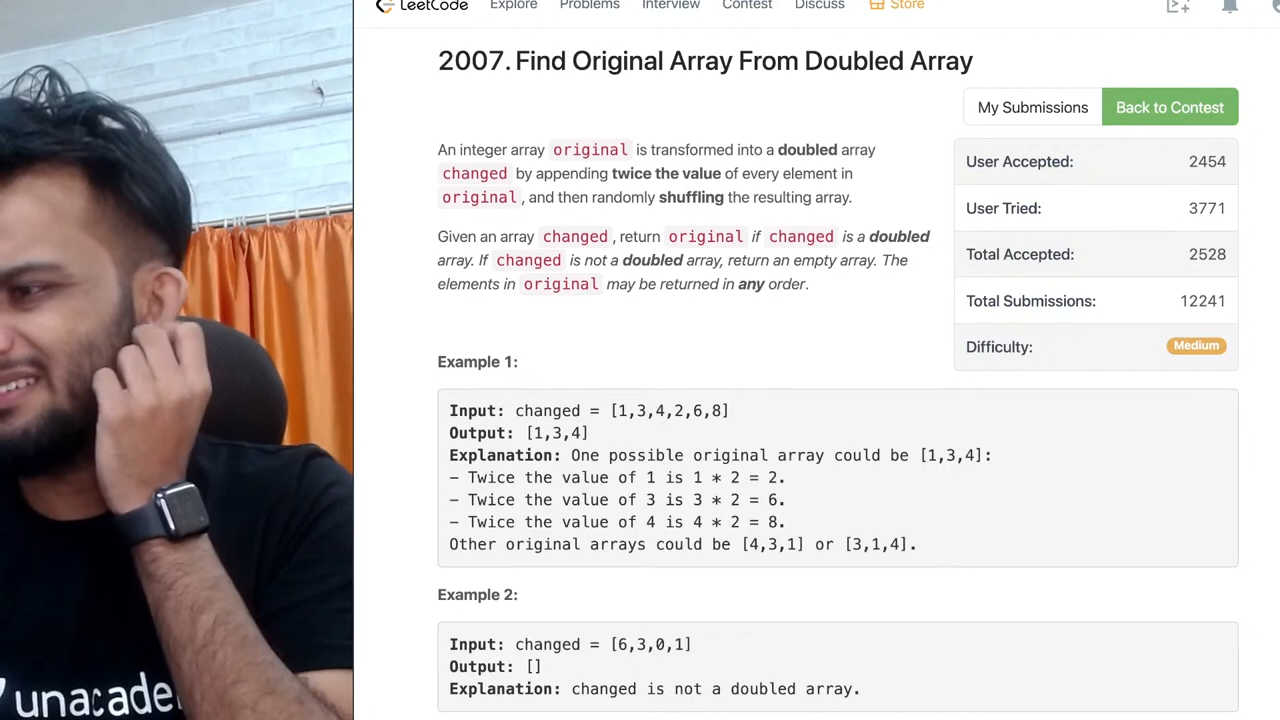 LeetCode Explore Problems Interview Contest Discuss Store
2007. Find Original Array From Doubled Array
My Submissions Back to Contest
An integer array original is transformed into a doubled array
changed by appending twice the value of every element in
original, and then randomly shuffling the resulting array.
Given an array changed, return original if changed is a doubled
array. If changed is not a doubled array, return an empty array. The
elements in original may be returned in any order.
User Accepted: 2454
User Tried: 3771
Total Accepted: 2528
Total Submissions: 12241
Difficulty: Medium
Example 1:
Input: changed = [1,3,4,2,6,8]
Output: [1,3,4]
Explanation: One possible original array could be [1,3,4]:
- Twice the value of 1 is 1 * 2 = 2.
- Twice the value of 3 is 3 * 2 = 6.
- Twice the value of 4 is 4 * 2 = 8.
Other original arrays could be [4,3,1] or [3,1,4].
Example 2:
Input: changed = [6,3,0,1]
Output: []
Explanation: changed is not a doubled array.
unacade